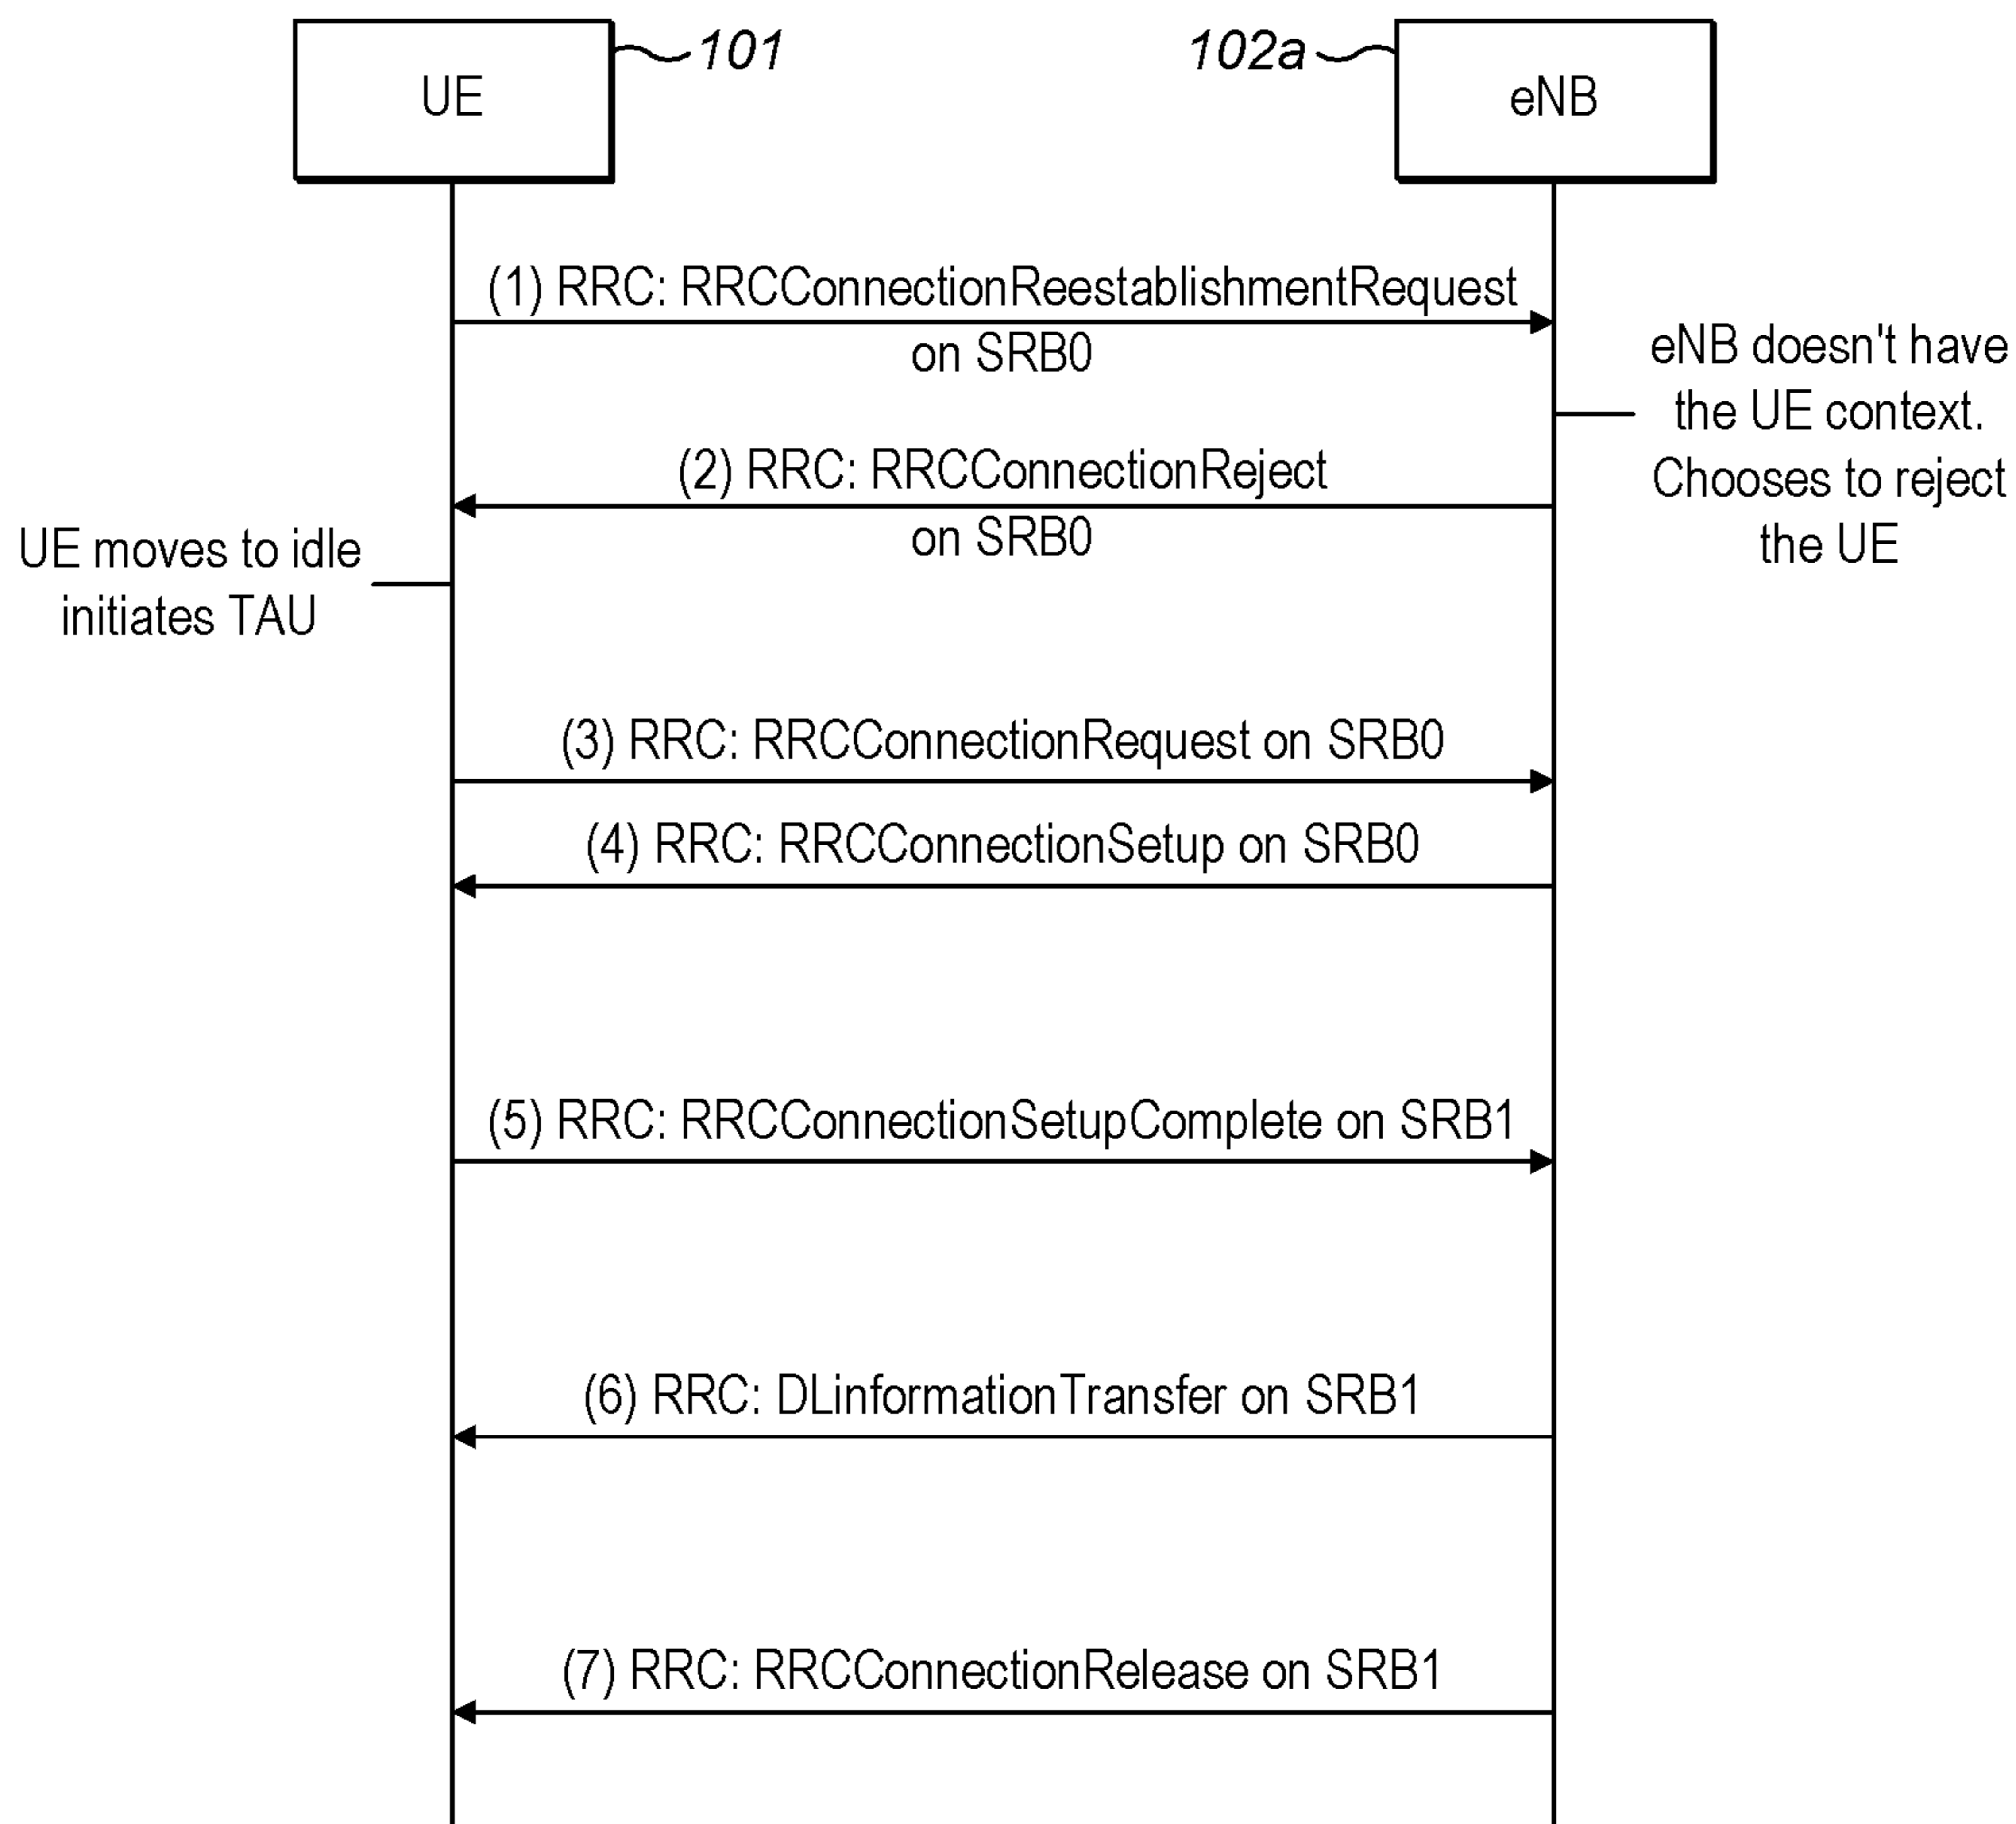 UE
101
102a
eNB
(1) RRC: RRCConnectionReestablishmentRequest
on SRB0
eNB doesn't have
the UE context.
Chooses to reject
the UE
(2) RRC: RRCConnectionReject
on SRB0
UE moves to idle
initiates TAU
(3) RRC: RRCConnectionRequest on SRB0
(4) RRC: RRCConnectionSetup on SRB0
(5) RRC: RRCConnectionSetupComplete on SRB1
(6) RRC: DLinformationTransfer on SRB1
(7) RRC: RRCConnectionRelease on SRB1